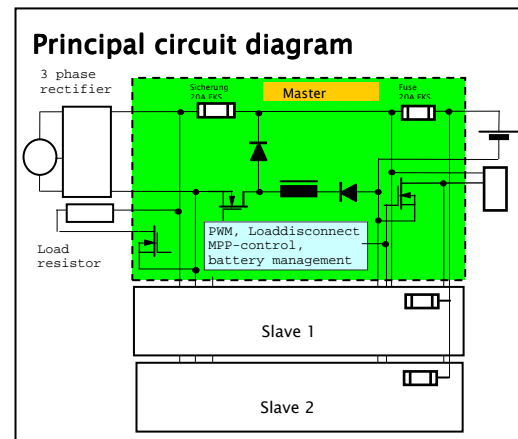 Principal circuit diagram
3 phase
rectifier
Sicherung
20A FKS
Master
Fuse
20A FKS
Load
resistor
PWM, Loaddisconnect
MPP-control,
battery management
Slave 1
Slave 2